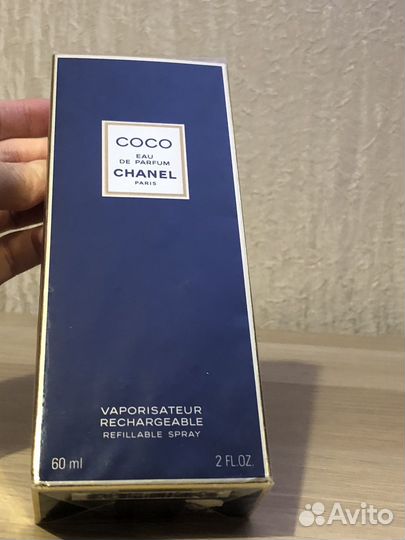 COCO
EAU
DE PARFUM
CHANEL
PARIS
VAPORISATEUR
RECHARGEABLE
REFILLABLE SPRAY
60 ml 2 FL.OZ.
Avito